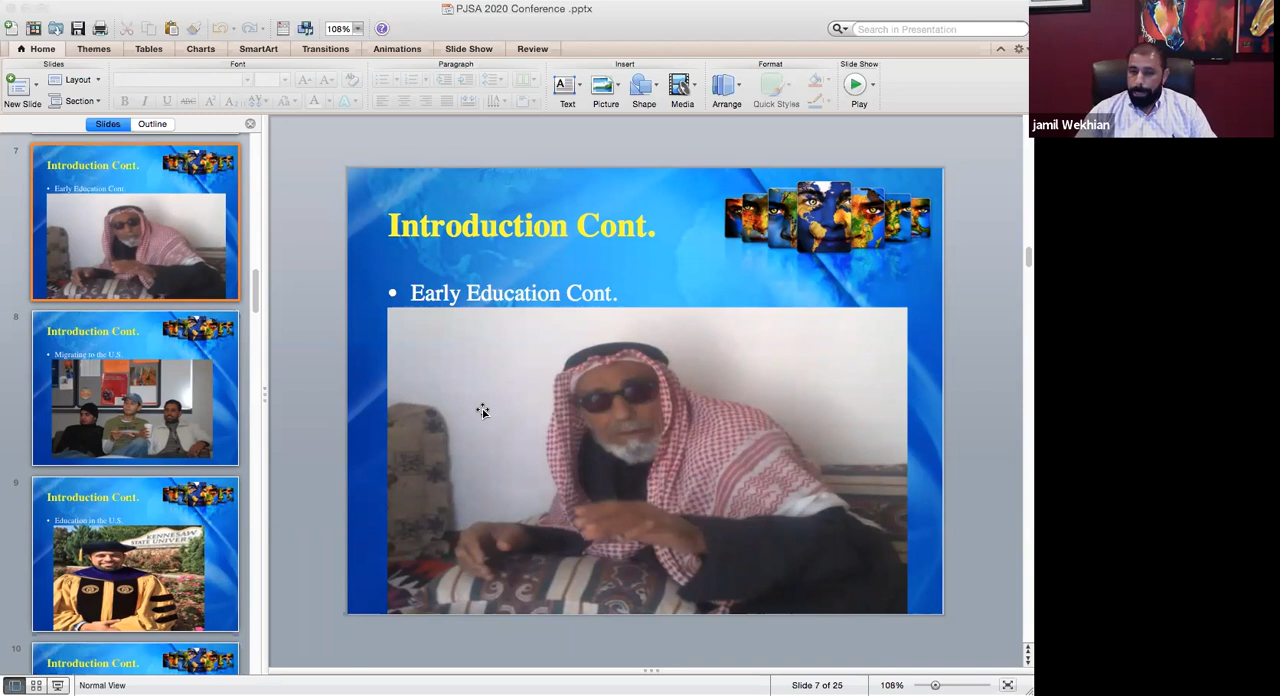 PJSA 2020 Conference .pptx
108%
Search in Presentation
Home Themes Tables Charts SmartArt Transitions Animations Slide Show Review
Slides Font Paragraph Insert Format Slide Show
Layout
New Slide Section
Text Picture Shape Media Arrange Quick Styles Play
B I U ABC A² A₂
Slides Outline
jamil Wekhian
7
Introduction Cont.
• Early Education Cont.
8
Introduction Cont.
• Migrating to the U.S.
9
Introduction Cont.
• Education in the U.S.
KENNESAW
STATE UNIVERSITY
10
Introduction Cont.
Introduction Cont.
• Early Education Cont.
Normal View Slide 7 of 25 108%